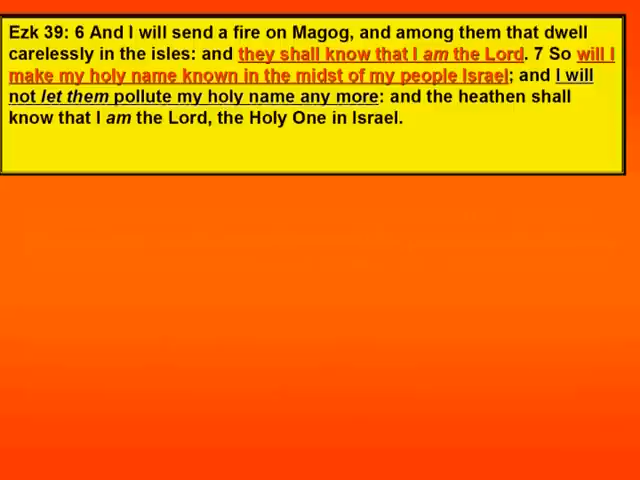 Ezk 39: 6 And I will send a fire on Magog, and among them that dwell
carelessly in the isles: and they shall know that I am the Lord. 7 So will I
make my holy name known in the midst of my people Israel; and I will
not let them pollute my holy name any more: and the heathen shall
know that I am the Lord, the Holy One in Israel.